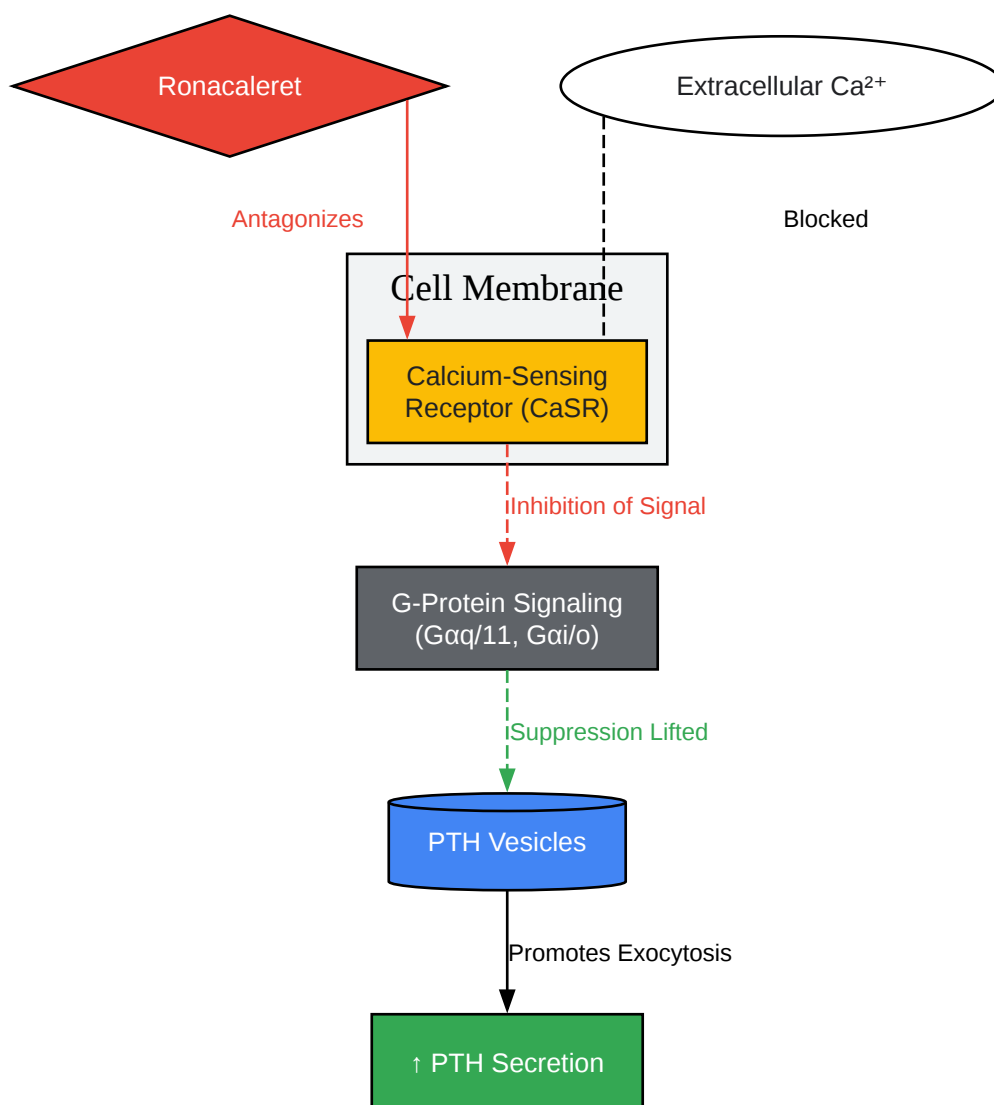 Ronacaleret
Extracellular Ca²⁺
Antagonizes
Blocked
Cell Membrane
Calcium-Sensing
Receptor (CaSR)
Inhibition of Signal
G-Protein Signaling
(Gαq/11, Gαi/o)
Suppression Lifted
PTH Vesicles
Promotes Exocytosis
↑ PTH Secretion